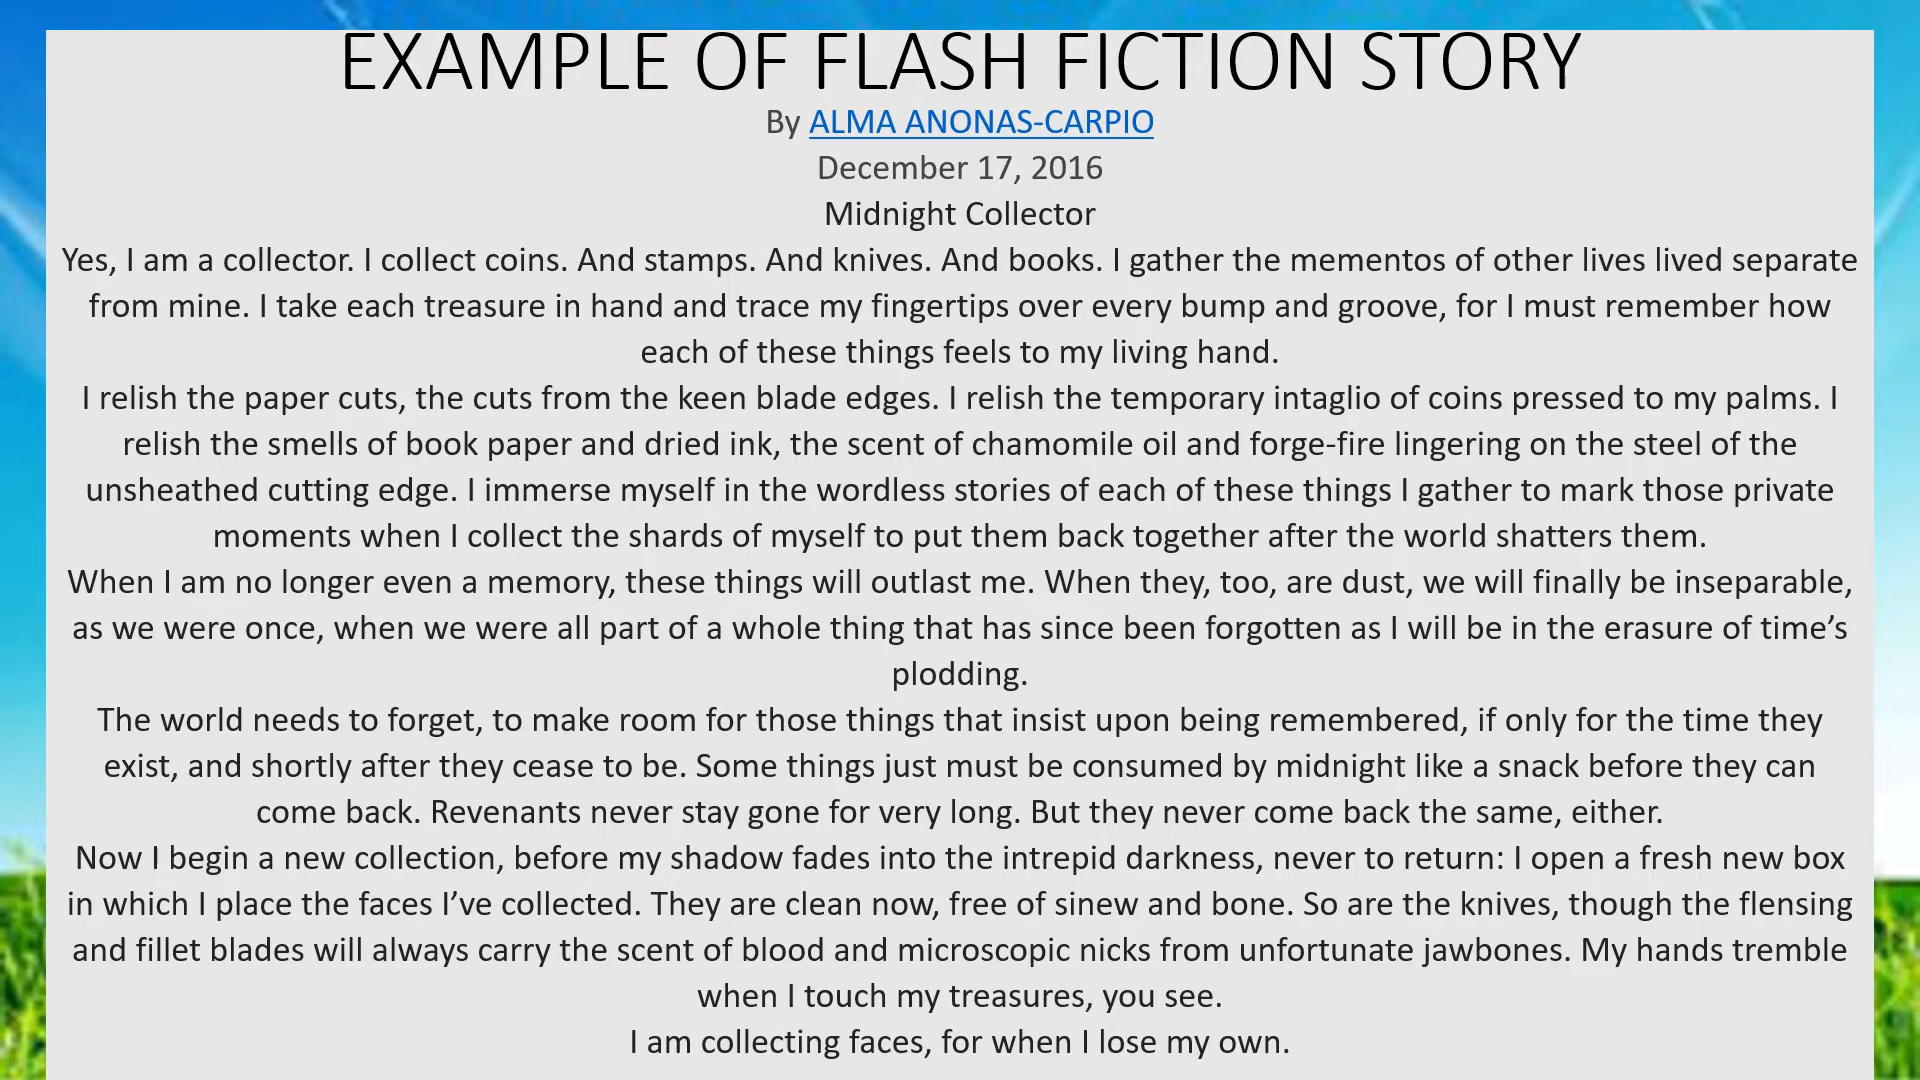 EXAMPLE OF FLASH FICTION STORY
By ALMA ANONAS-CARPIO
December 17, 2016
Midnight Collector
Yes, I am a collector. I collect coins. And stamps. And knives. And books. I gather the mementos of other lives lived separate
from mine. I take each treasure in hand and trace my fingertips over every bump and groove, for I must remember how
each of these things feels to my living hand.
I relish the paper cuts, the cuts from the keen blade edges. I relish the temporary intaglio of coins pressed to my palms. I
relish the smells of book paper and dried ink, the scent of chamomile oil and forge-fire lingering on the steel of the
unsheathed cutting edge. I immerse myself in the wordless stories of each of these things I gather to mark those private
moments when I collect the shards of myself to put them back together after the world shatters them.
When I am no longer even a memory, these things will outlast me. When they, too, are dust, we will finally be inseparable,
as we were once, when we were all part of a whole thing that has since been forgotten as I will be in the erasure of time’s
plodding.
The world needs to forget, to make room for those things that insist upon being remembered, if only for the time they
exist, and shortly after they cease to be. Some things just must be consumed by midnight like a snack before they can
come back. Revenants never stay gone for very long. But they never come back the same, either.
Now I begin a new collection, before my shadow fades into the intrepid darkness, never to return: I open a fresh new box
in which I place the faces I’ve collected. They are clean now, free of sinew and bone. So are the knives, though the flensing
and fillet blades will always carry the scent of blood and microscopic nicks from unfortunate jawbones. My hands tremble
when I touch my treasures, you see.
I am collecting faces, for when I lose my own.